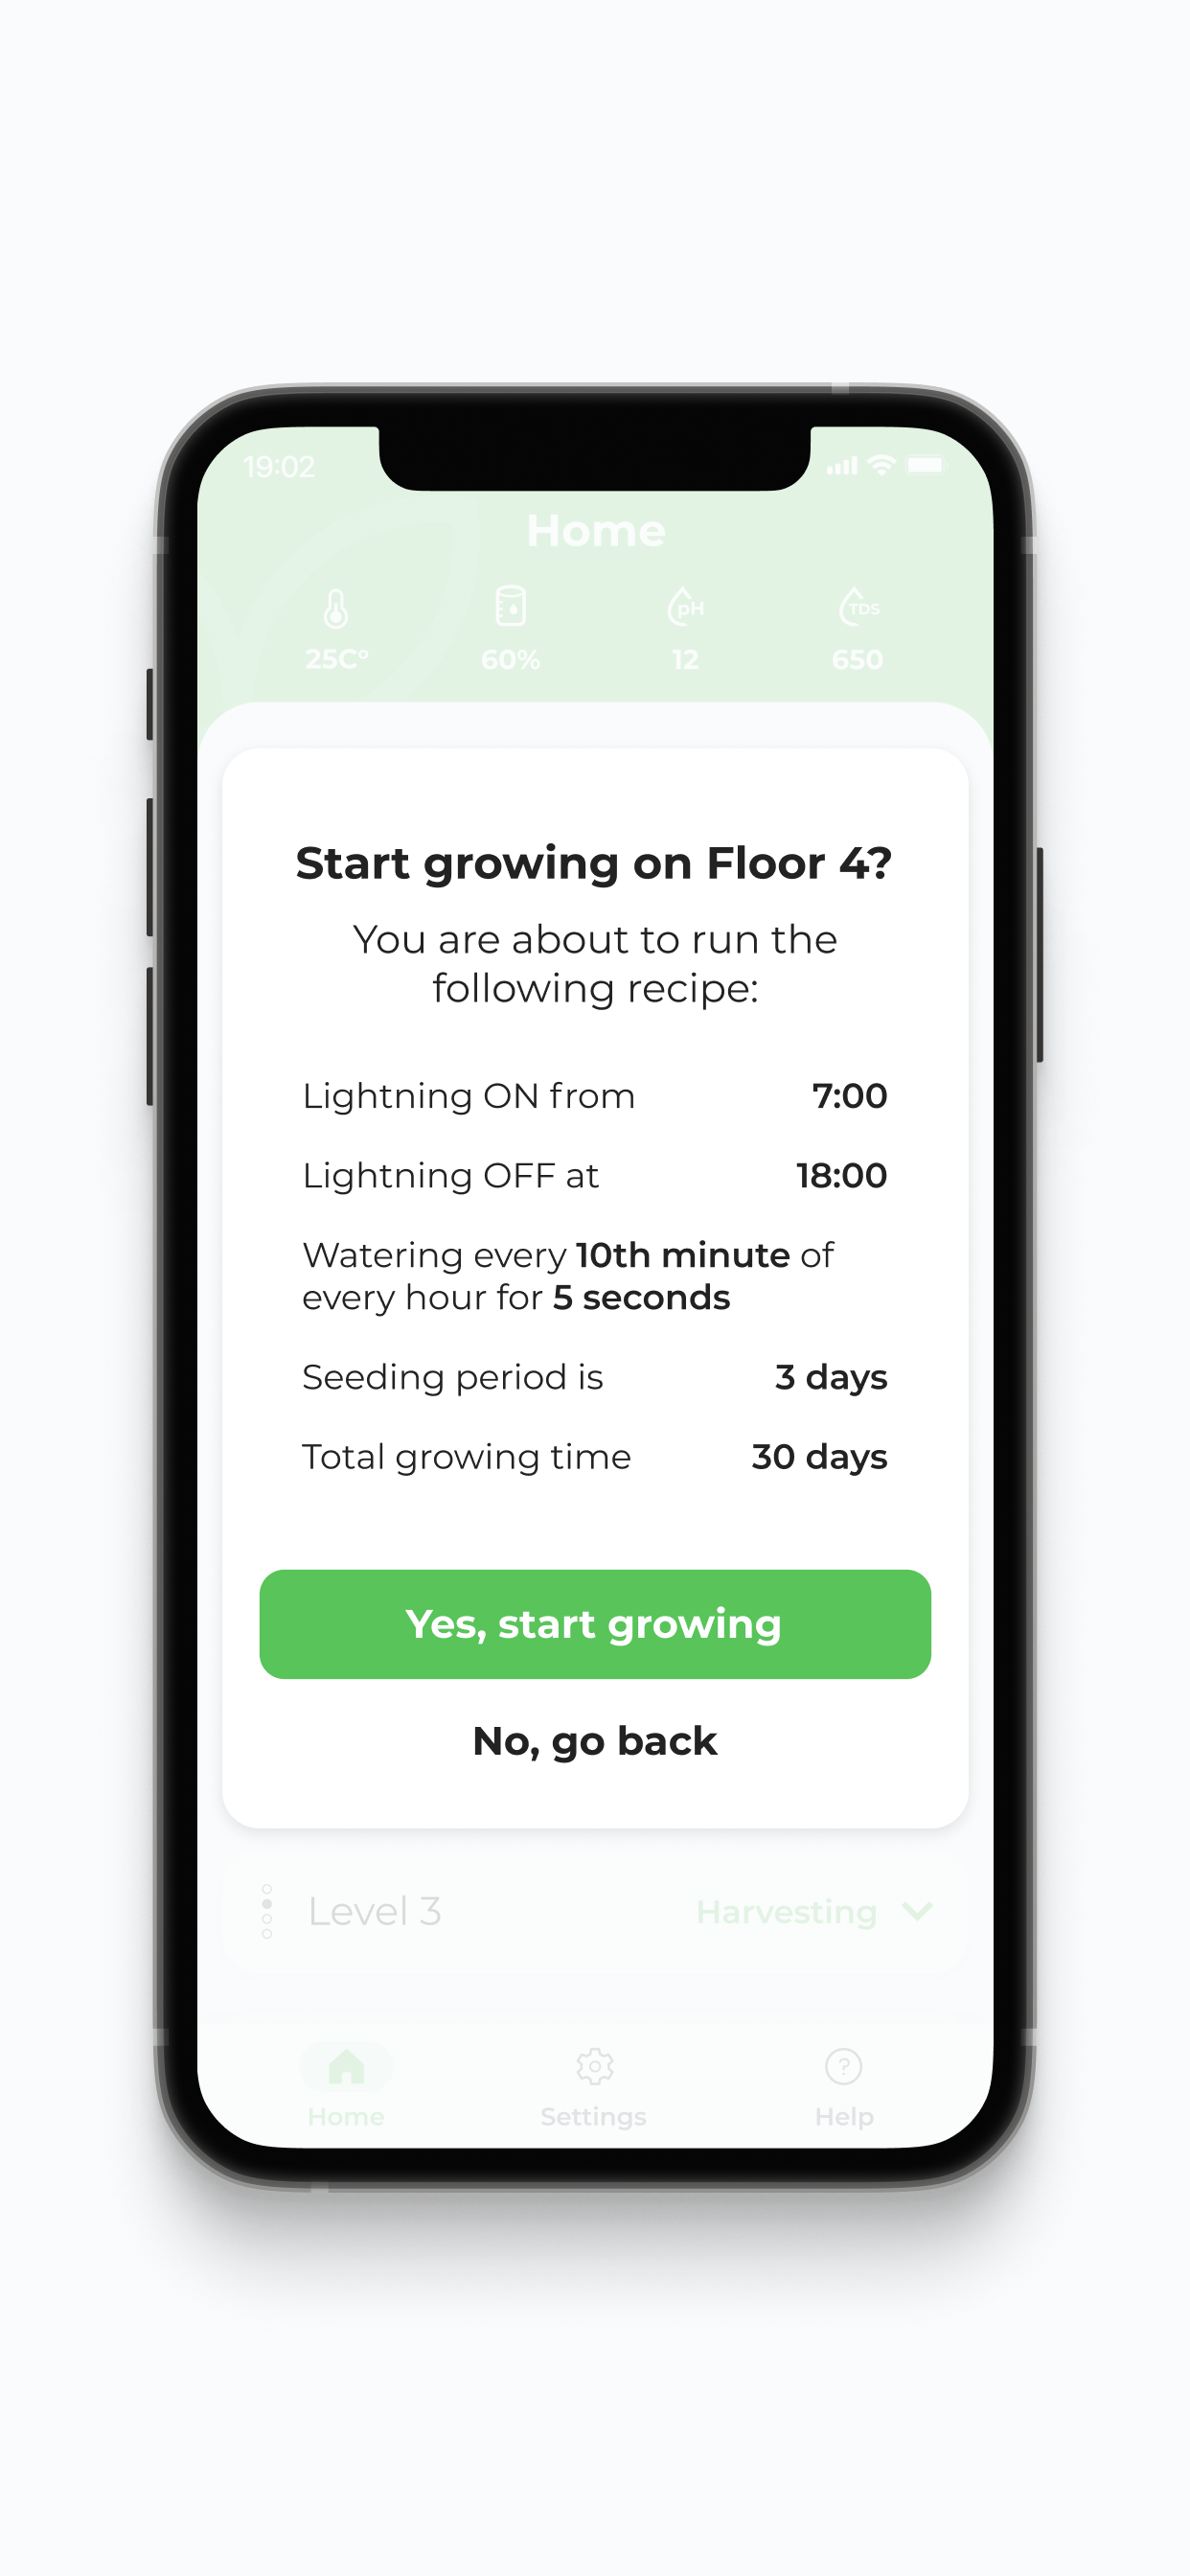 19:02
Home
pH
TDS
25C°
60%
12
650
Start growing on Floor 4?
You are about to run the
following recipe:
Lightning ON from 7:00
Lightning OFF at 18:00
Watering every 10th minute of
every hour for 5 seconds
Seeding period is 3 days
Total growing time 30 days
Yes, start growing
No, go back
Level 3 Harvesting
?
Home Settings Help